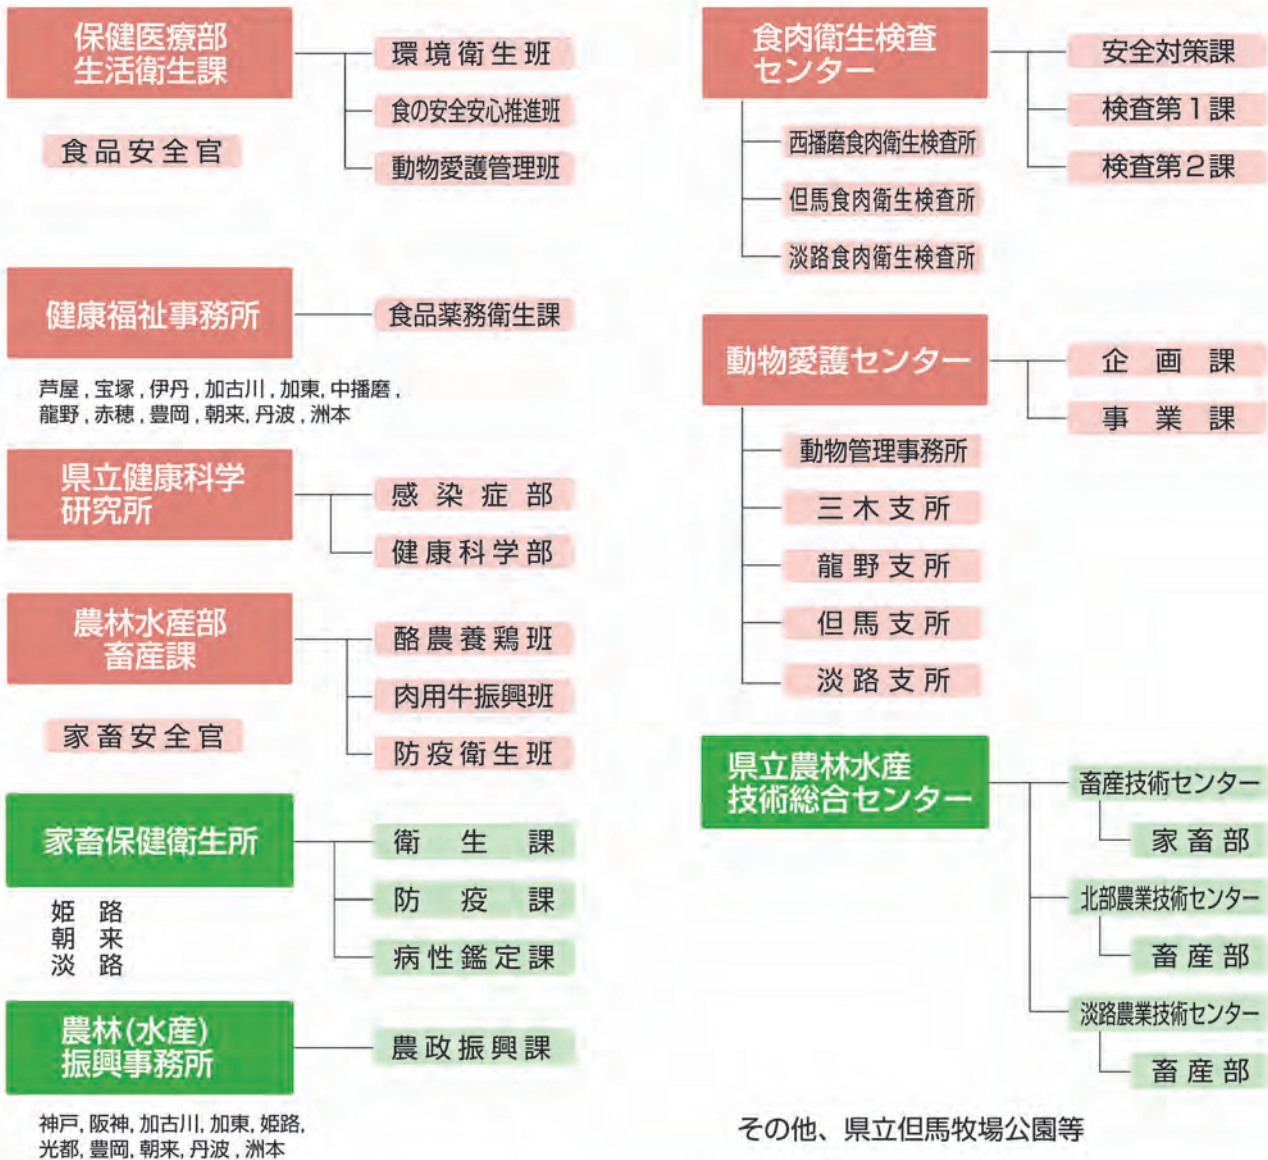 保健医療部
生活衛生課
食品安全官
環境衛生班
食の安全安心推進班
動物愛護管理班
健康福祉事務所
食品薬務衛生課
芦屋, 宝塚, 伊丹, 加古川, 加東, 中播磨,
龍野, 赤穂, 豊岡, 朝来, 丹波, 洲本
県立健康科学
研究所
感染症部
健康科学部
農林水産部
畜産課
家畜安全官
酪農養鶏班
肉用牛振興班
防疫衛生班
家畜保健衛生所
姫 路
朝 来
淡 路
衛 生 課
防 疫 課
病性鑑定課
農林(水産)
振興事務所
農政振興課
神戸, 阪神, 加古川, 加東, 姫路,
光都, 豊岡, 朝来, 丹波, 洲本
食肉衛生検査
センター
安全対策課
検査第1課
検査第2課
西播磨食肉衛生検査所
但馬食肉衛生検査所
淡路食肉衛生検査所
動物愛護センター
企 画 課
事 業 課
動物管理事務所
三木支所
龍野支所
但馬支所
淡路支所
県立農林水産
技術総合センター
畜産技術センター
家畜部
北部農業技術センター
畜産部
淡路農業技術センター
畜産部
その他、県立但馬牧場公園等